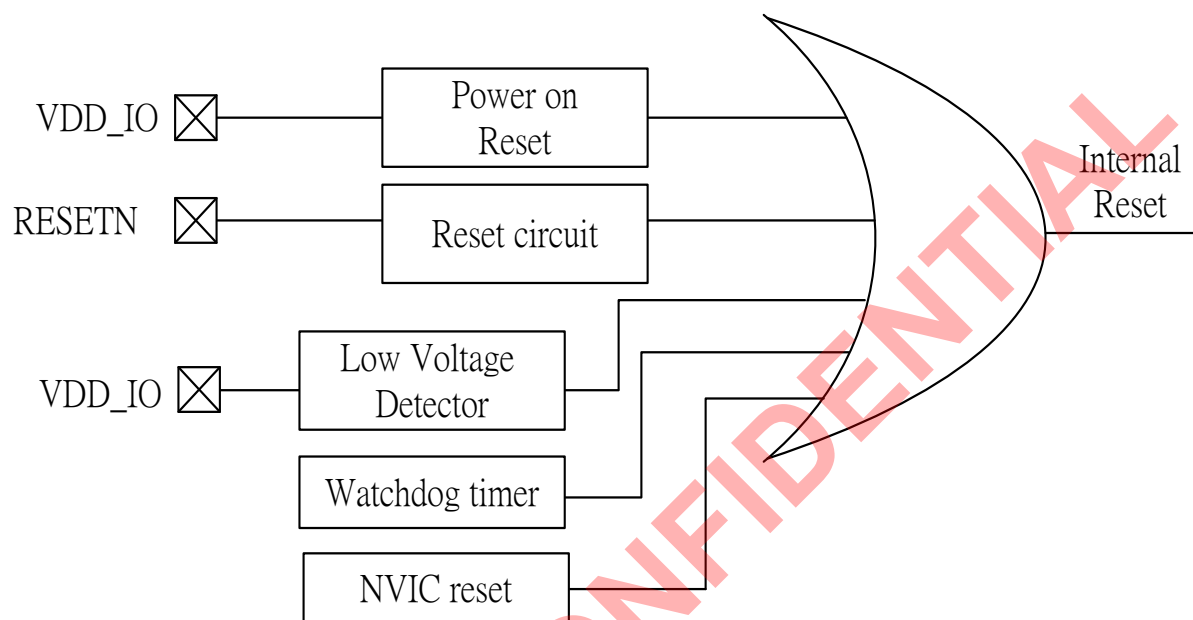 VDD_IO
Power on
Reset
Internal
Reset
RESETN
Reset circuit
VDD_IO
Low Voltage
Detector
Watchdog timer
NVIC reset
ONFIDENTIAL